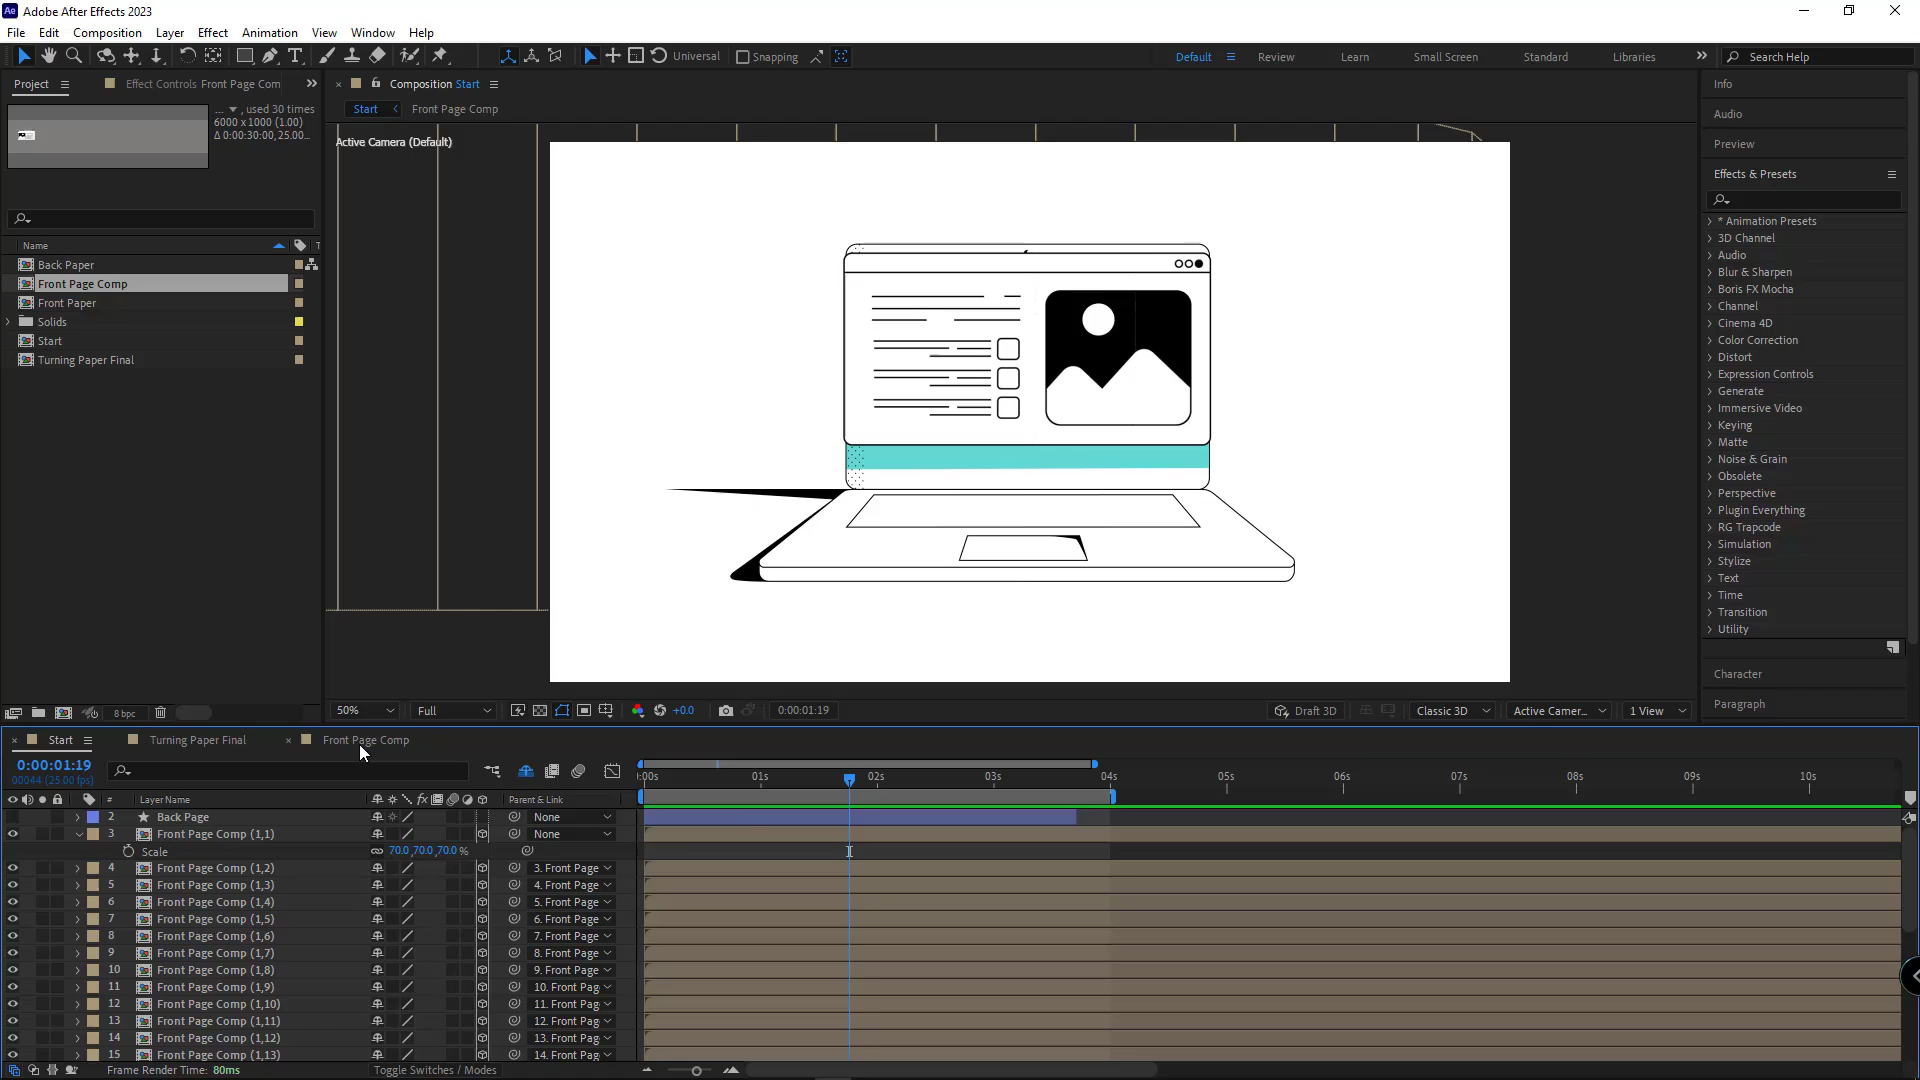 Ae Adobe After Effects 2023
File Edit Composition Layer Effect Animation View Window Help
Universal Snapping Default Review Learn Small Screen Standard Libraries Search Help
Project Effect Controls Front Page Com
Composition Start
Start Front Page Comp
... , used 30 times
6000 x 1000 (1.00)
Δ 0:00:30:00, 25.00...
Active Camera (Default)
Name T
Back Paper
Front Page Comp
Front Paper
Solids
Start
Turning Paper Final
Info
Audio
Preview
Effects & Presets
* Animation Presets
3D Channel
Audio
Blur & Sharpen
Boris FX Mocha
Channel
Cinema 4D
Color Correction
Distort
Expression Controls
Generate
Immersive Video
Keying
Matte
Noise & Grain
Obsolete
Perspective
Plugin Everything
RG Trapcode
Simulation
Stylize
Text
Time
Transition
Utility
Character
Paragraph
8 bpc
50% Full +0.0 0:00:01:19 Draft 3D Classic 3D Active Camer... 1 View
Start Turning Paper Final Front Page Comp
0:00:01:19
00044 (25.00 fps)
:00s 01s 02s 03s 04s 05s 06s 07s 08s 09s 10s
# Layer Name fx Parent & Link
2 Back Page None
3 Front Page Comp (1,1) None
Scale 70.0,70.0,70.0 %
4 Front Page Comp (1,2) 3. Front Page
5 Front Page Comp (1,3) 4. Front Page
6 Front Page Comp (1,4) 5. Front Page
7 Front Page Comp (1,5) 6. Front Page
8 Front Page Comp (1,6) 7. Front Page
9 Front Page Comp (1,7) 8. Front Page
10 Front Page Comp (1,8) 9. Front Page
11 Front Page Comp (1,9) 10. Front Pag
12 Front Page Comp (1,10) 11. Front Pag
13 Front Page Comp (1,11) 12. Front Pag
14 Front Page Comp (1,12) 13. Front Pag
15 Front Page Comp (1,13) 14. Front Pag
Frame Render Time: 80ms Toggle Switches / Modes